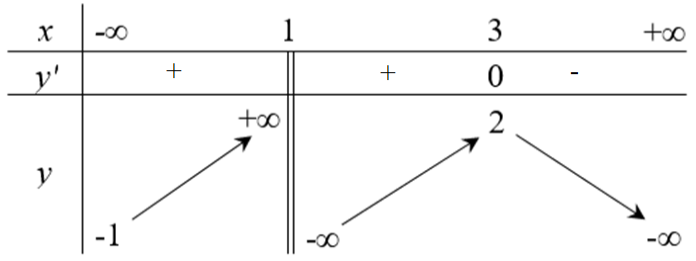 x -∞ 1 3 +∞
y' + + 0 -
+∞ 2
y
-1 -∞ -∞